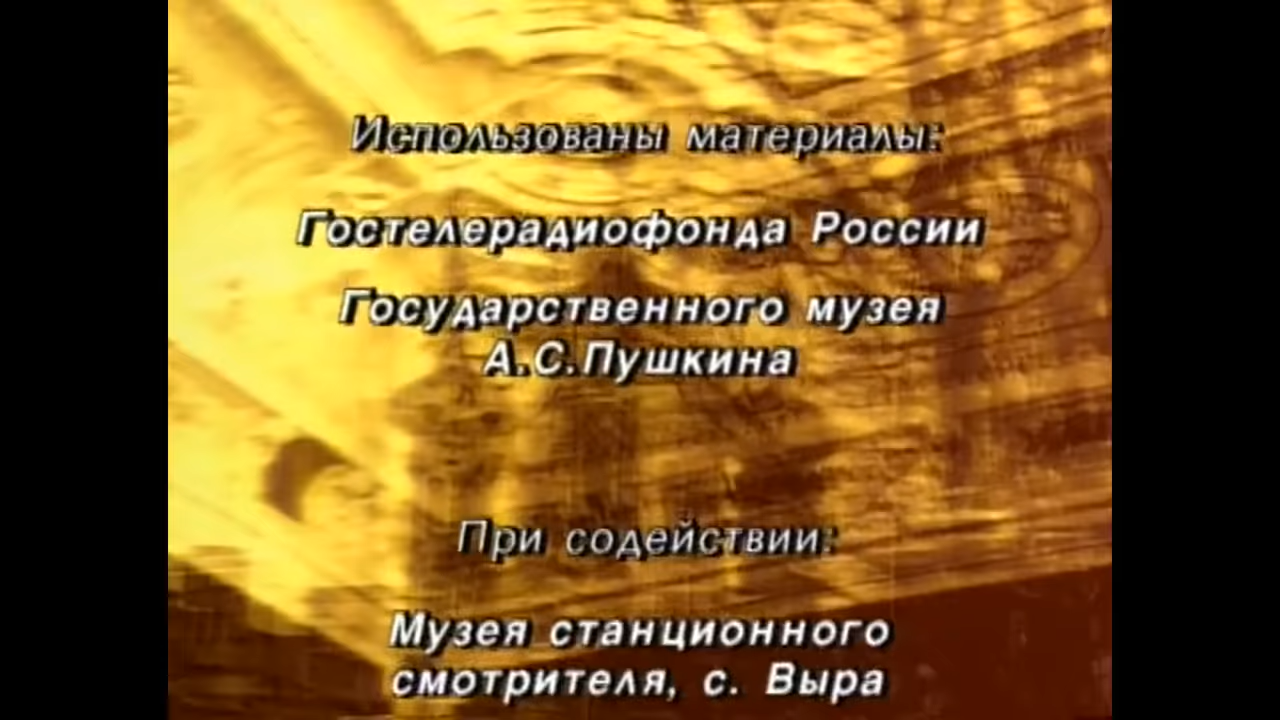 Использованы материалы:
Гостелерадиофонда России
Государственного музея
А.С.Пушкина
При содействии:
Музея станционного
смотрителя, с. Выра